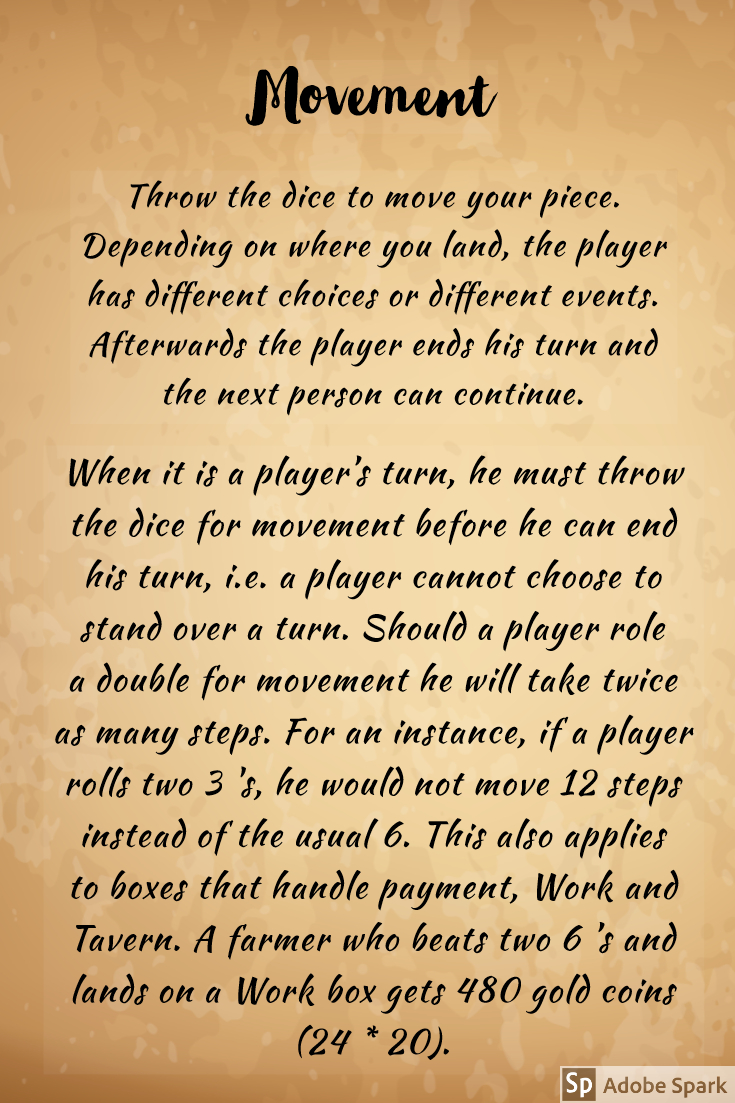 Movement
Throw the dice to move your piece.
Depending on where you land, the player
has different choices or different events.
Afterwards the player ends his turn and
the next person can continue.
When it is a player's turn, he must throw
the dice for movement before he can end
his turn, i.e. a player cannot choose to
stand over a turn. Should a player role
a double for movement he will take twice
as many steps. For an instance, if a player
rolls two 3 's, he would not move 12 steps
instead of the usual 6. This also applies
to boxes that handle payment, Work and
Tavern. A farmer who beats two 6 's and
lands on a Work box gets 480 gold coins
(24 * 20).
Sp Adobe Spark